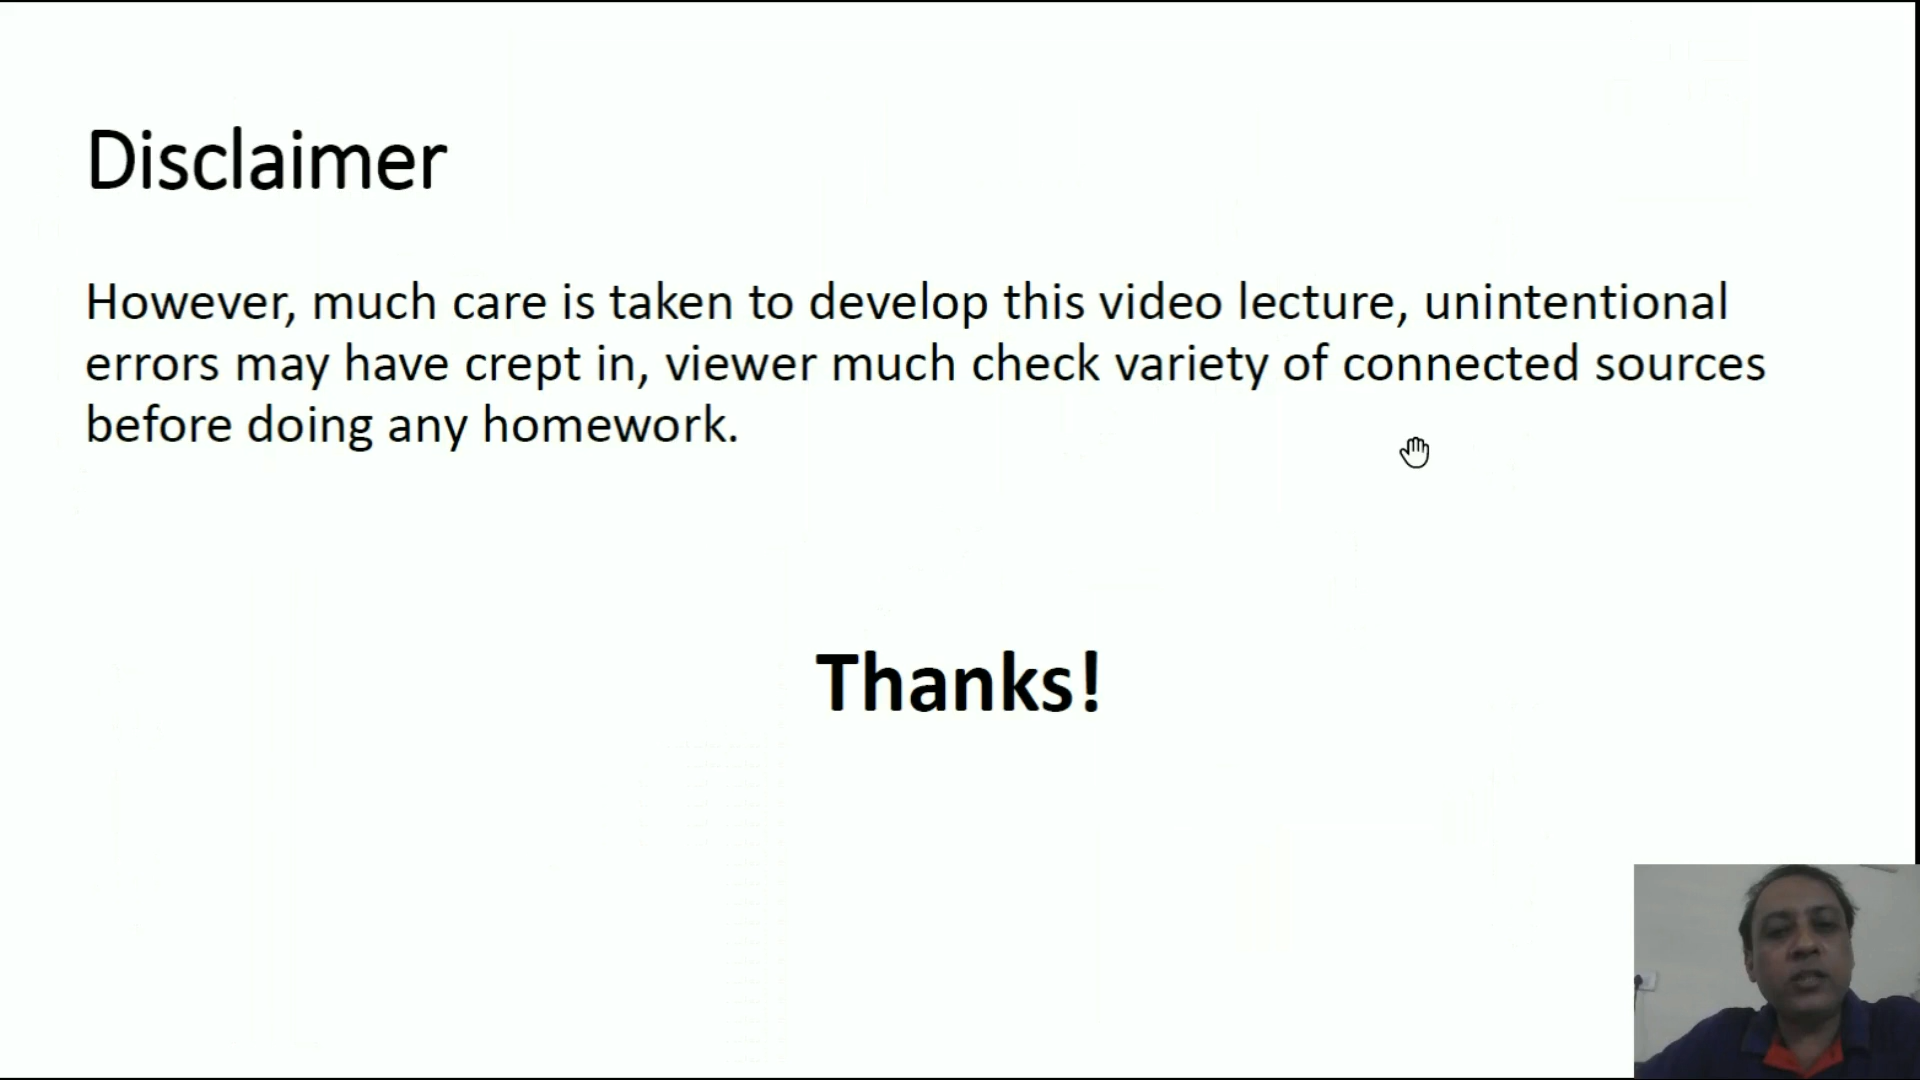 Disclaimer
However, much care is taken to develop this video lecture, unintentional
errors may have crept in, viewer much check variety of connected sources
before doing any homework.
Thanks!